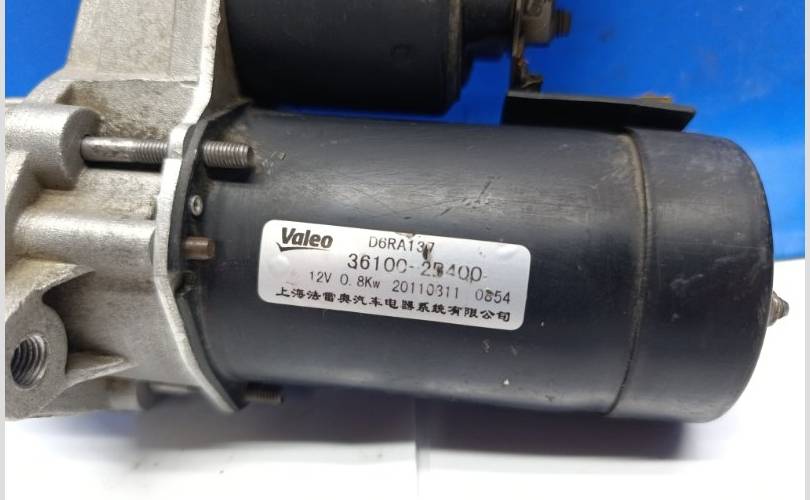 Valeo
D6RA137
36100-2B400
12V 0.8Kw 20110311 0854
上海法雷奥汽车电器系统有限公司